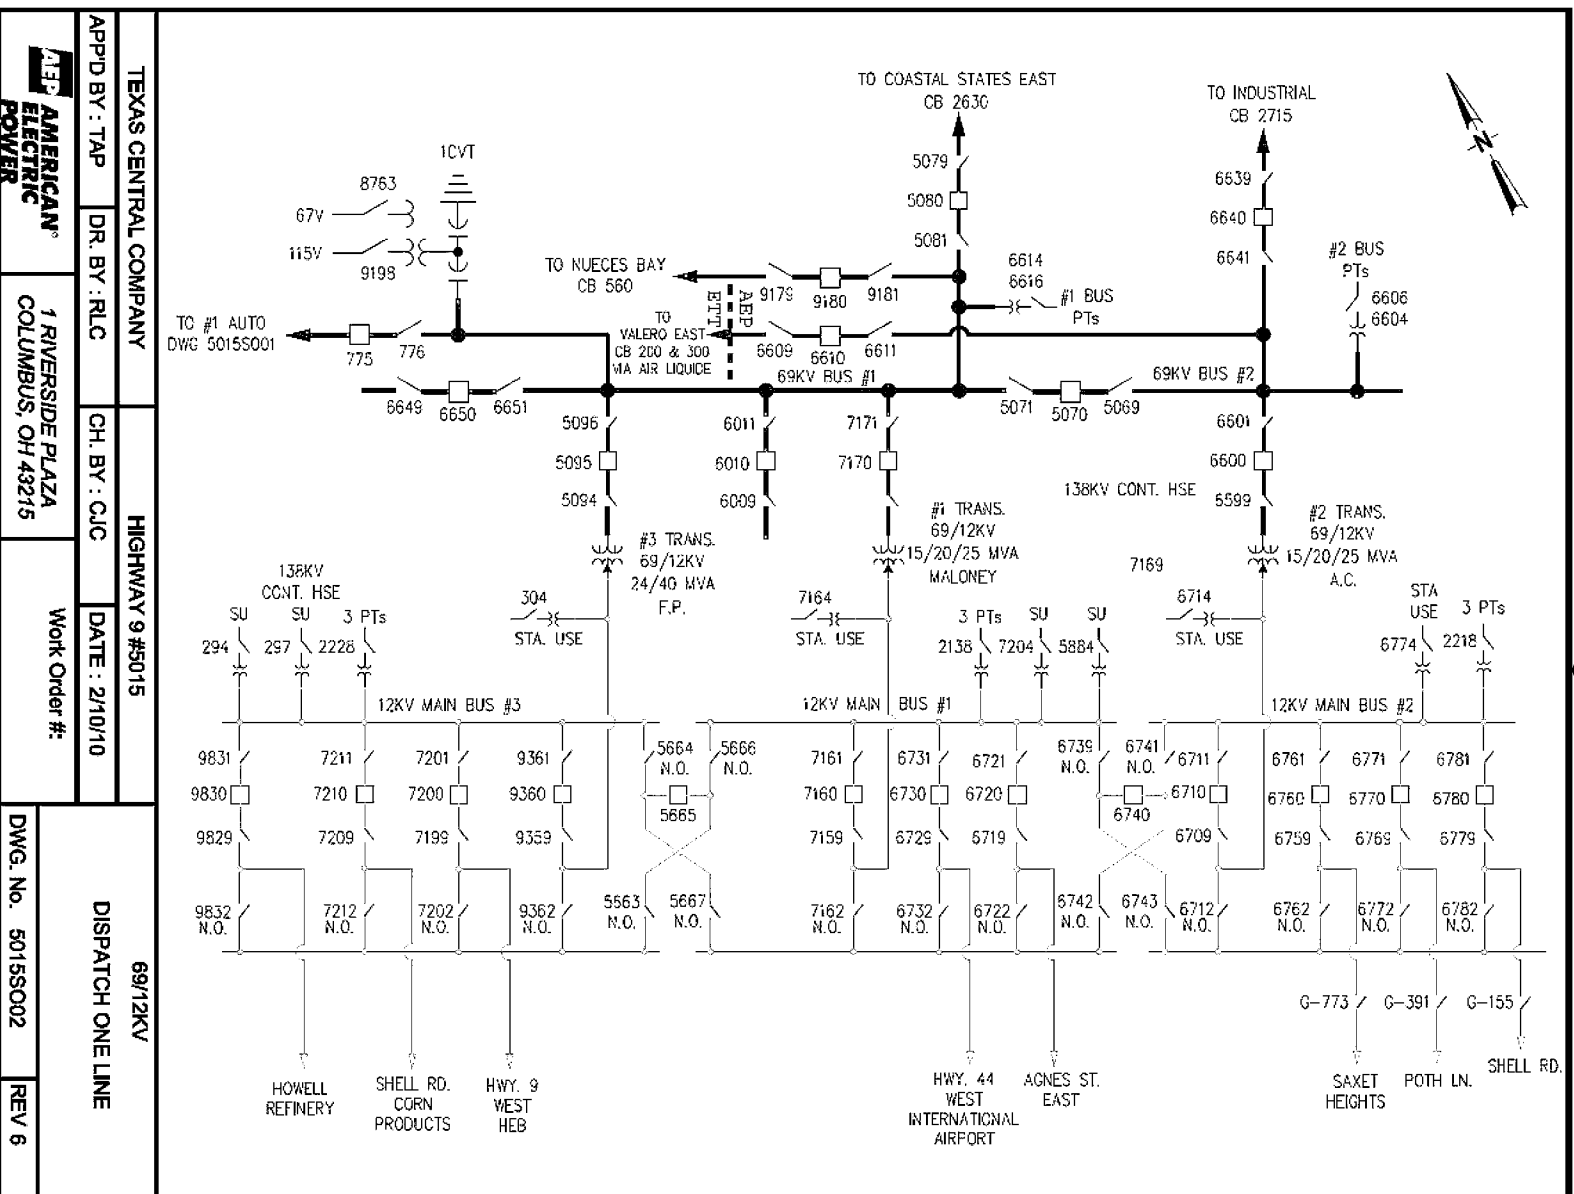 TEXAS CENTRAL COMPANY
HIGHWAY 9 #5015
69/12KV
APP'D BY : TAP
DR. BY : RLC
CH. BY : CJC
DATE : 2/10/10
DISPATCH ONE LINE
AEP AMERICAN®
ELECTRIC
POWER
1 RIVERSIDE PLAZA
COLUMBUS, OH 43215
Work Order #:
DWG. No. 5015SO02
REV 6
TO COASTAL STATES EAST
CB 2630
TO INDUSTRIAL
CB 2715
N
1CVT
8763
67V
115V
9198
5079
5080
5081
6639
6640
6641
#2 BUS
PTs
6606
6604
TO NUECES BAY
CB 560
9179
9180
9181
6614
6616
#1 BUS
PTs
AEP
ETT
TO #1 AUTO
DWG 5015SO01
775
776
TO
VALERO EAST
CB 200 & 300
VIA AIR LIQUIDE
6609
6610
6611
69KV BUS #1
69KV BUS #2
6649
6650
6651
5071
5070
5069
5096
5095
5094
6011
6010
6009
7171
7170
6601
6600
5599
138KV CONT. HSE
#3 TRANS.
69/12KV
24/40 MVA
F.P.
#1 TRANS.
69/12KV
15/20/25 MVA
MALONEY
7169
#2 TRANS.
69/12KV
15/20/25 MVA
A.C.
138KV
CONT. HSE
SU
SU
3 PTs
294
297
2228
304
STA. USE
7164
STA. USE
3 PTs
SU
SU
2138
7204
5884
6714
STA. USE
STA
USE
3 PTs
6774
2218
12KV MAIN BUS #3
12KV MAIN BUS #1
12KV MAIN BUS #2
9831
7211
7201
9361
5664
N.O.
5666
N.O.
7161
6731
6721
6739
N.O.
6741
N.O.
6711
6761
6771
6781
9830
7210
7200
9360
5665
7160
6730
6720
6740
6710
6760
6770
6780
9829
7209
7199
9359
7159
6729
6719
6709
6759
6769
6779
9832
N.O.
7212
N.O.
7202
N.O.
9362
N.O.
5663
N.O.
5667
N.O.
7162
N.O.
6732
N.O.
6722
N.O.
6742
N.O.
6743
N.O.
6712
N.O.
6762
N.O.
6772
N.O.
6782
N.O.
G-773
G-391
G-155
HOWELL
REFINERY
SHELL RD.
CORN
PRODUCTS
HWY. 9
WEST
HEB
HWY. 44
WEST
INTERNATIONAL
AIRPORT
AGNES ST.
EAST
SAXET
HEIGHTS
POTH LN.
SHELL RD.